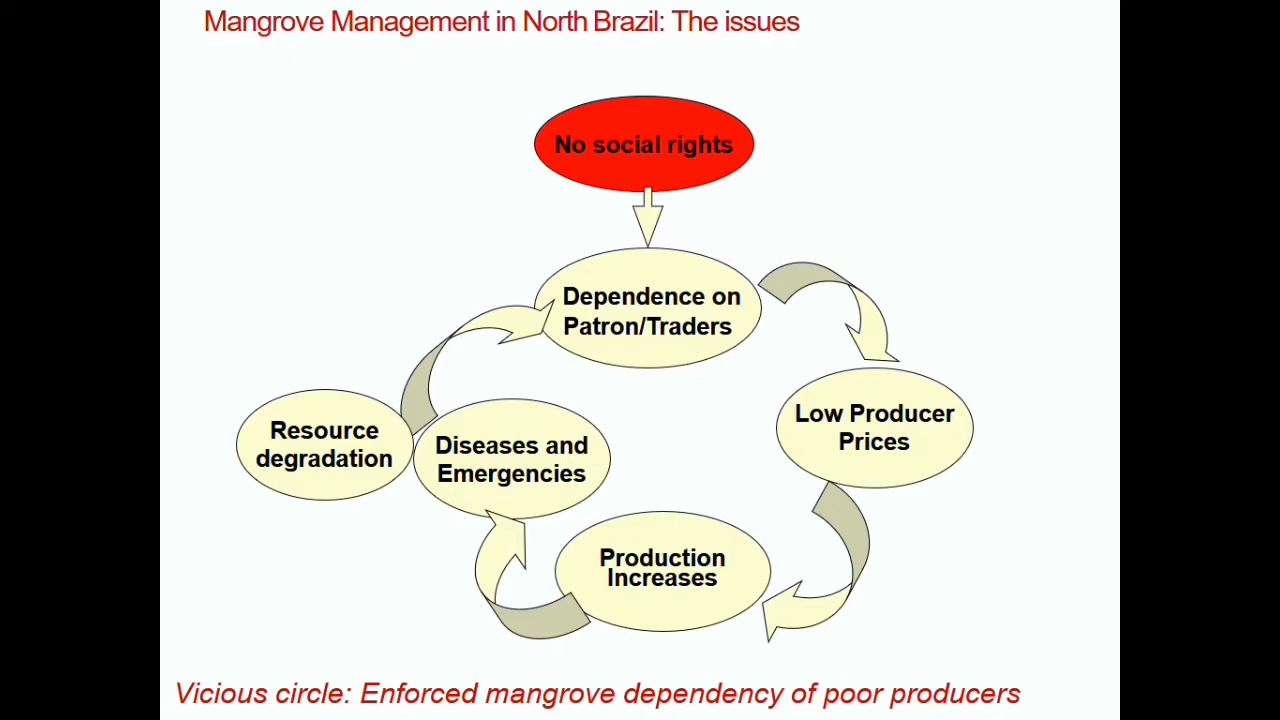 Mangrove Management in North Brazil: The issues
No social rights
Dependence on
Patron/Traders
Low Producer
Prices
Resource
degradation
Diseases and
Emergencies
Production
Increases
Vicious circle: Enforced mangrove dependency of poor producers